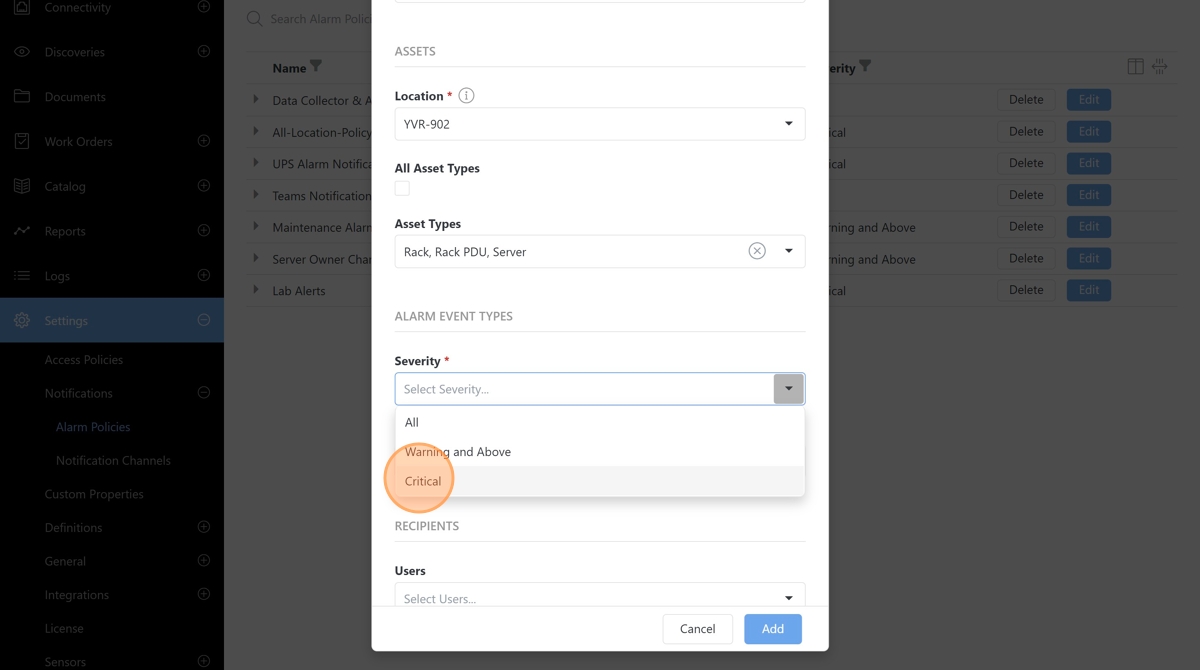 Connectivity
Discoveries
Documents
Work Orders
Catalog
Reports
Logs
Settings
Access Policies
Notifications
Alarm Policies
Notification Channels
Custom Properties
Definitions
General
Integrations
License
Sensors
Search Alarm Polici
Name
erity
Data Collector & A
Delete Edit
All-Location-Policy
ical
Delete Edit
UPS Alarm Notifica
ical
Delete Edit
Teams Notification
Delete Edit
Maintenance Alarm
rning and Above
Delete Edit
Server Owner Char
rning and Above
Delete Edit
Lab Alerts
ical
Delete Edit
ASSETS
Location *
YVR-902
All Asset Types
Asset Types
Rack, Rack PDU, Server
ALARM EVENT TYPES
Severity *
Select Severity...
All
Warning and Above
Critical
RECIPIENTS
Users
Select Users...
Cancel Add